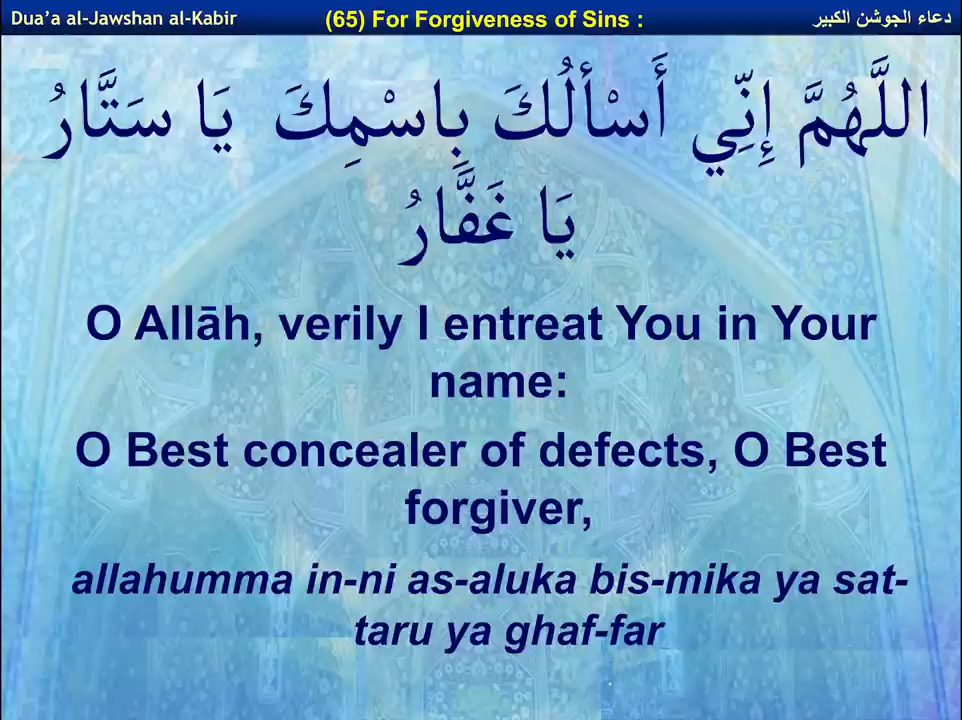 Dua’a al-Jawshan al-Kabir (65) For Forgiveness of Sins : دعاء الجوشن الكبير
اللَّهُمَّ إِنِّي أَسْأَلُكَ بِاسْمِكَ يَا سَتَّارُ
يَا غَفَّارُ
O Allāh, verily I entreat You in Your
name:
O Best concealer of defects, O Best
forgiver,
allahumma in-ni as-aluka bis-mika ya sat-
taru ya ghaf-far